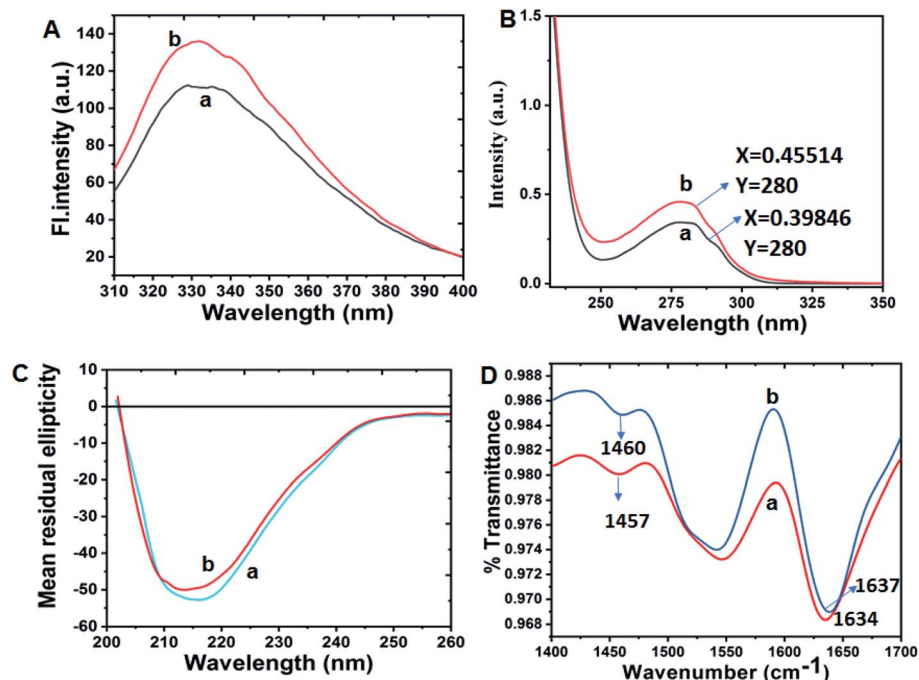 A
b
a
140
120
100
80
60
40
20
310 320 330 340 350 360 370 380 390 400
Fl.intensity (a.u.)
Wavelength (nm)
B
1.5
1.0
0.5
0.0
250 275 300 325 350
Intensity (a.u.)
Wavelength (nm)
b
a
X=0.45514
Y=280
X=0.39846
Y=280
C
10
0
-10
-20
-30
-40
-50
-60
200 210 220 230 240 250 260
Mean residual ellipticity
Wavelength (nm)
b
a
D
0.988
0.986
0.984
0.982
0.980
0.978
0.976
0.974
0.972
0.970
0.968
1400 1450 1500 1550 1600 1650 1700
% Transmittance
Wavenumber (cm-1)
b
a
1460
1457
1637
1634